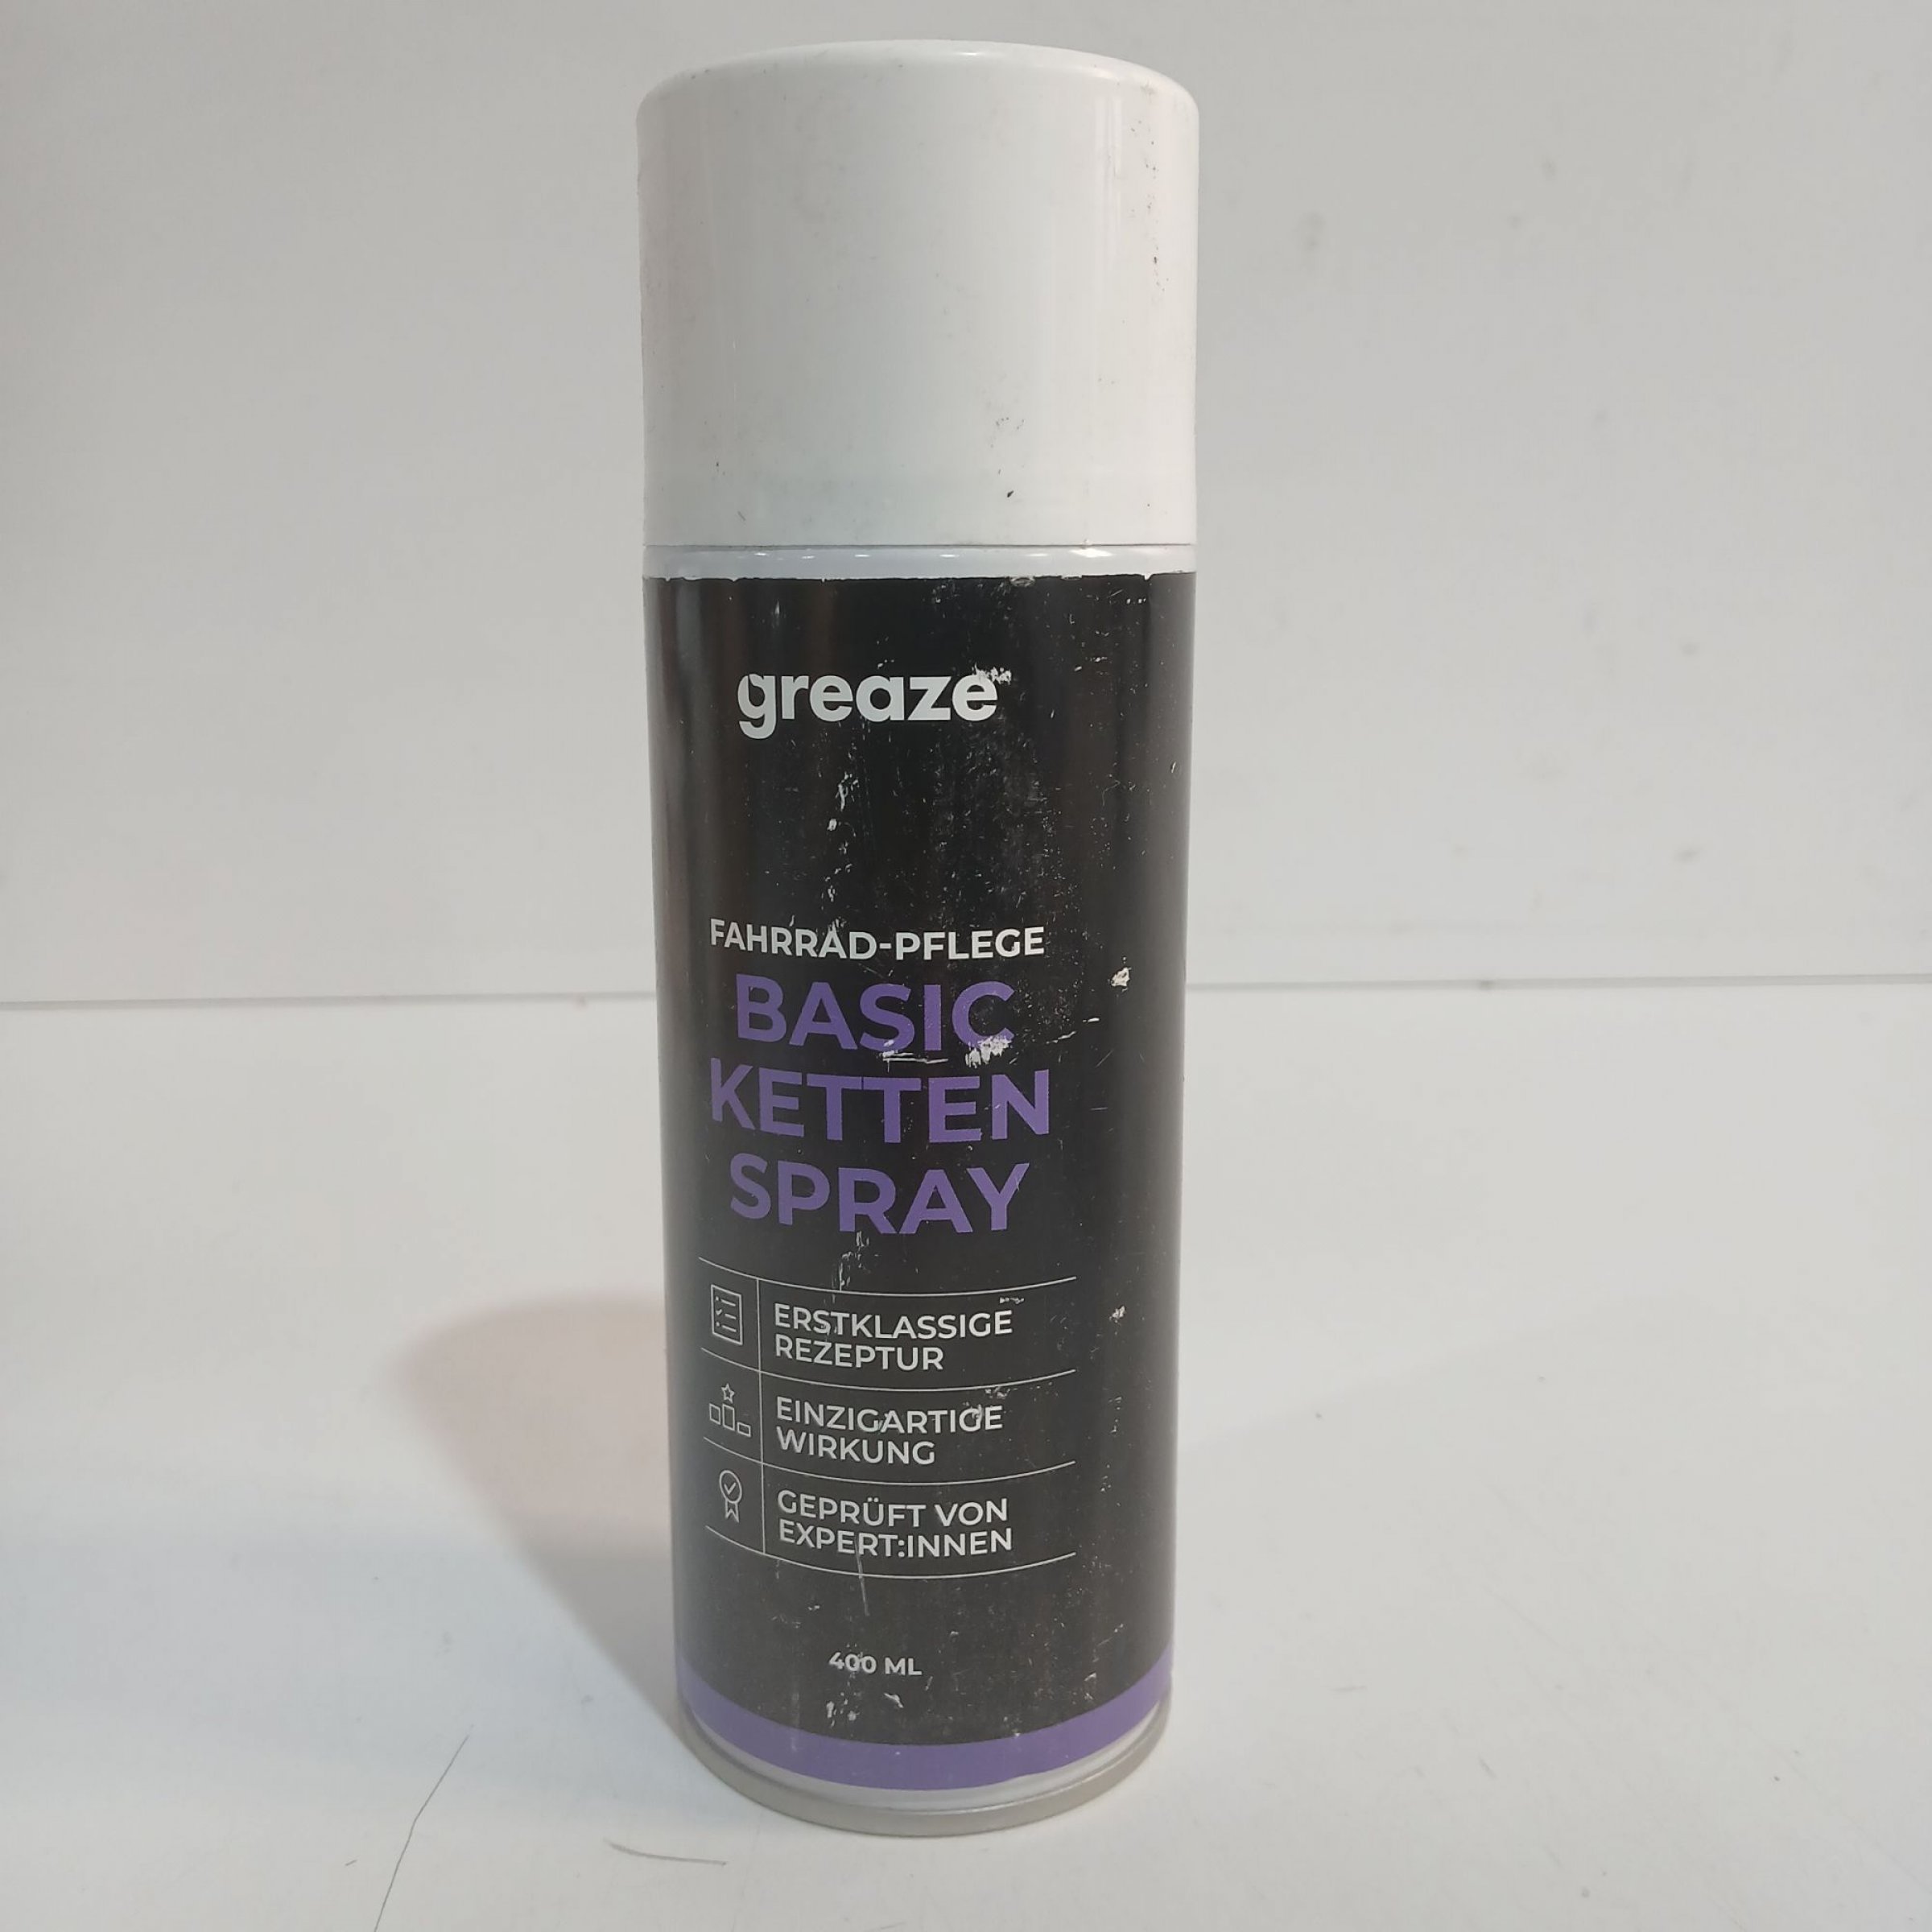 greaze
FAHRRAD-PFLEGE
BASIC
KETTEN
SPRAY
ERSTKLASSIGE
REZEPTUR
EINZIGARTIGE
WIRKUNG
GEPRÜFT VON
EXPERT:INNEN
400 ML